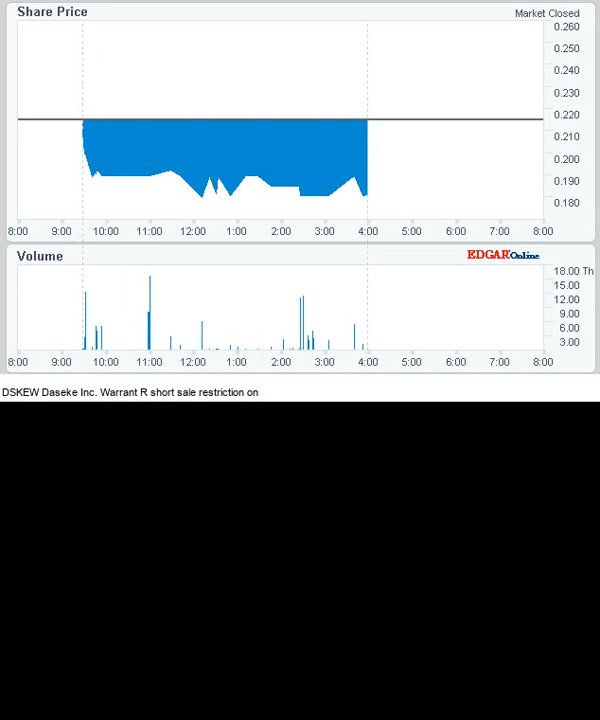 Share Price
Market Closed
0.260
0.250
0.240
0.230
0.220
0.210
0.200
0.190
0.180
8:00 9:00 10:00 11:00 12:00 1:00 2:00 3:00 4:00 5:00 6:00 7:00 8:00
Volume
EDGAR Online
18.00 Th
15.00
12.00
9.00
6.00
3.00
8:00 9:00 10:00 11:00 12:00 1:00 2:00 3:00 4:00 5:00 6:00 7:00 8:00
DSKEW Daseke Inc. Warrant R short sale restriction on